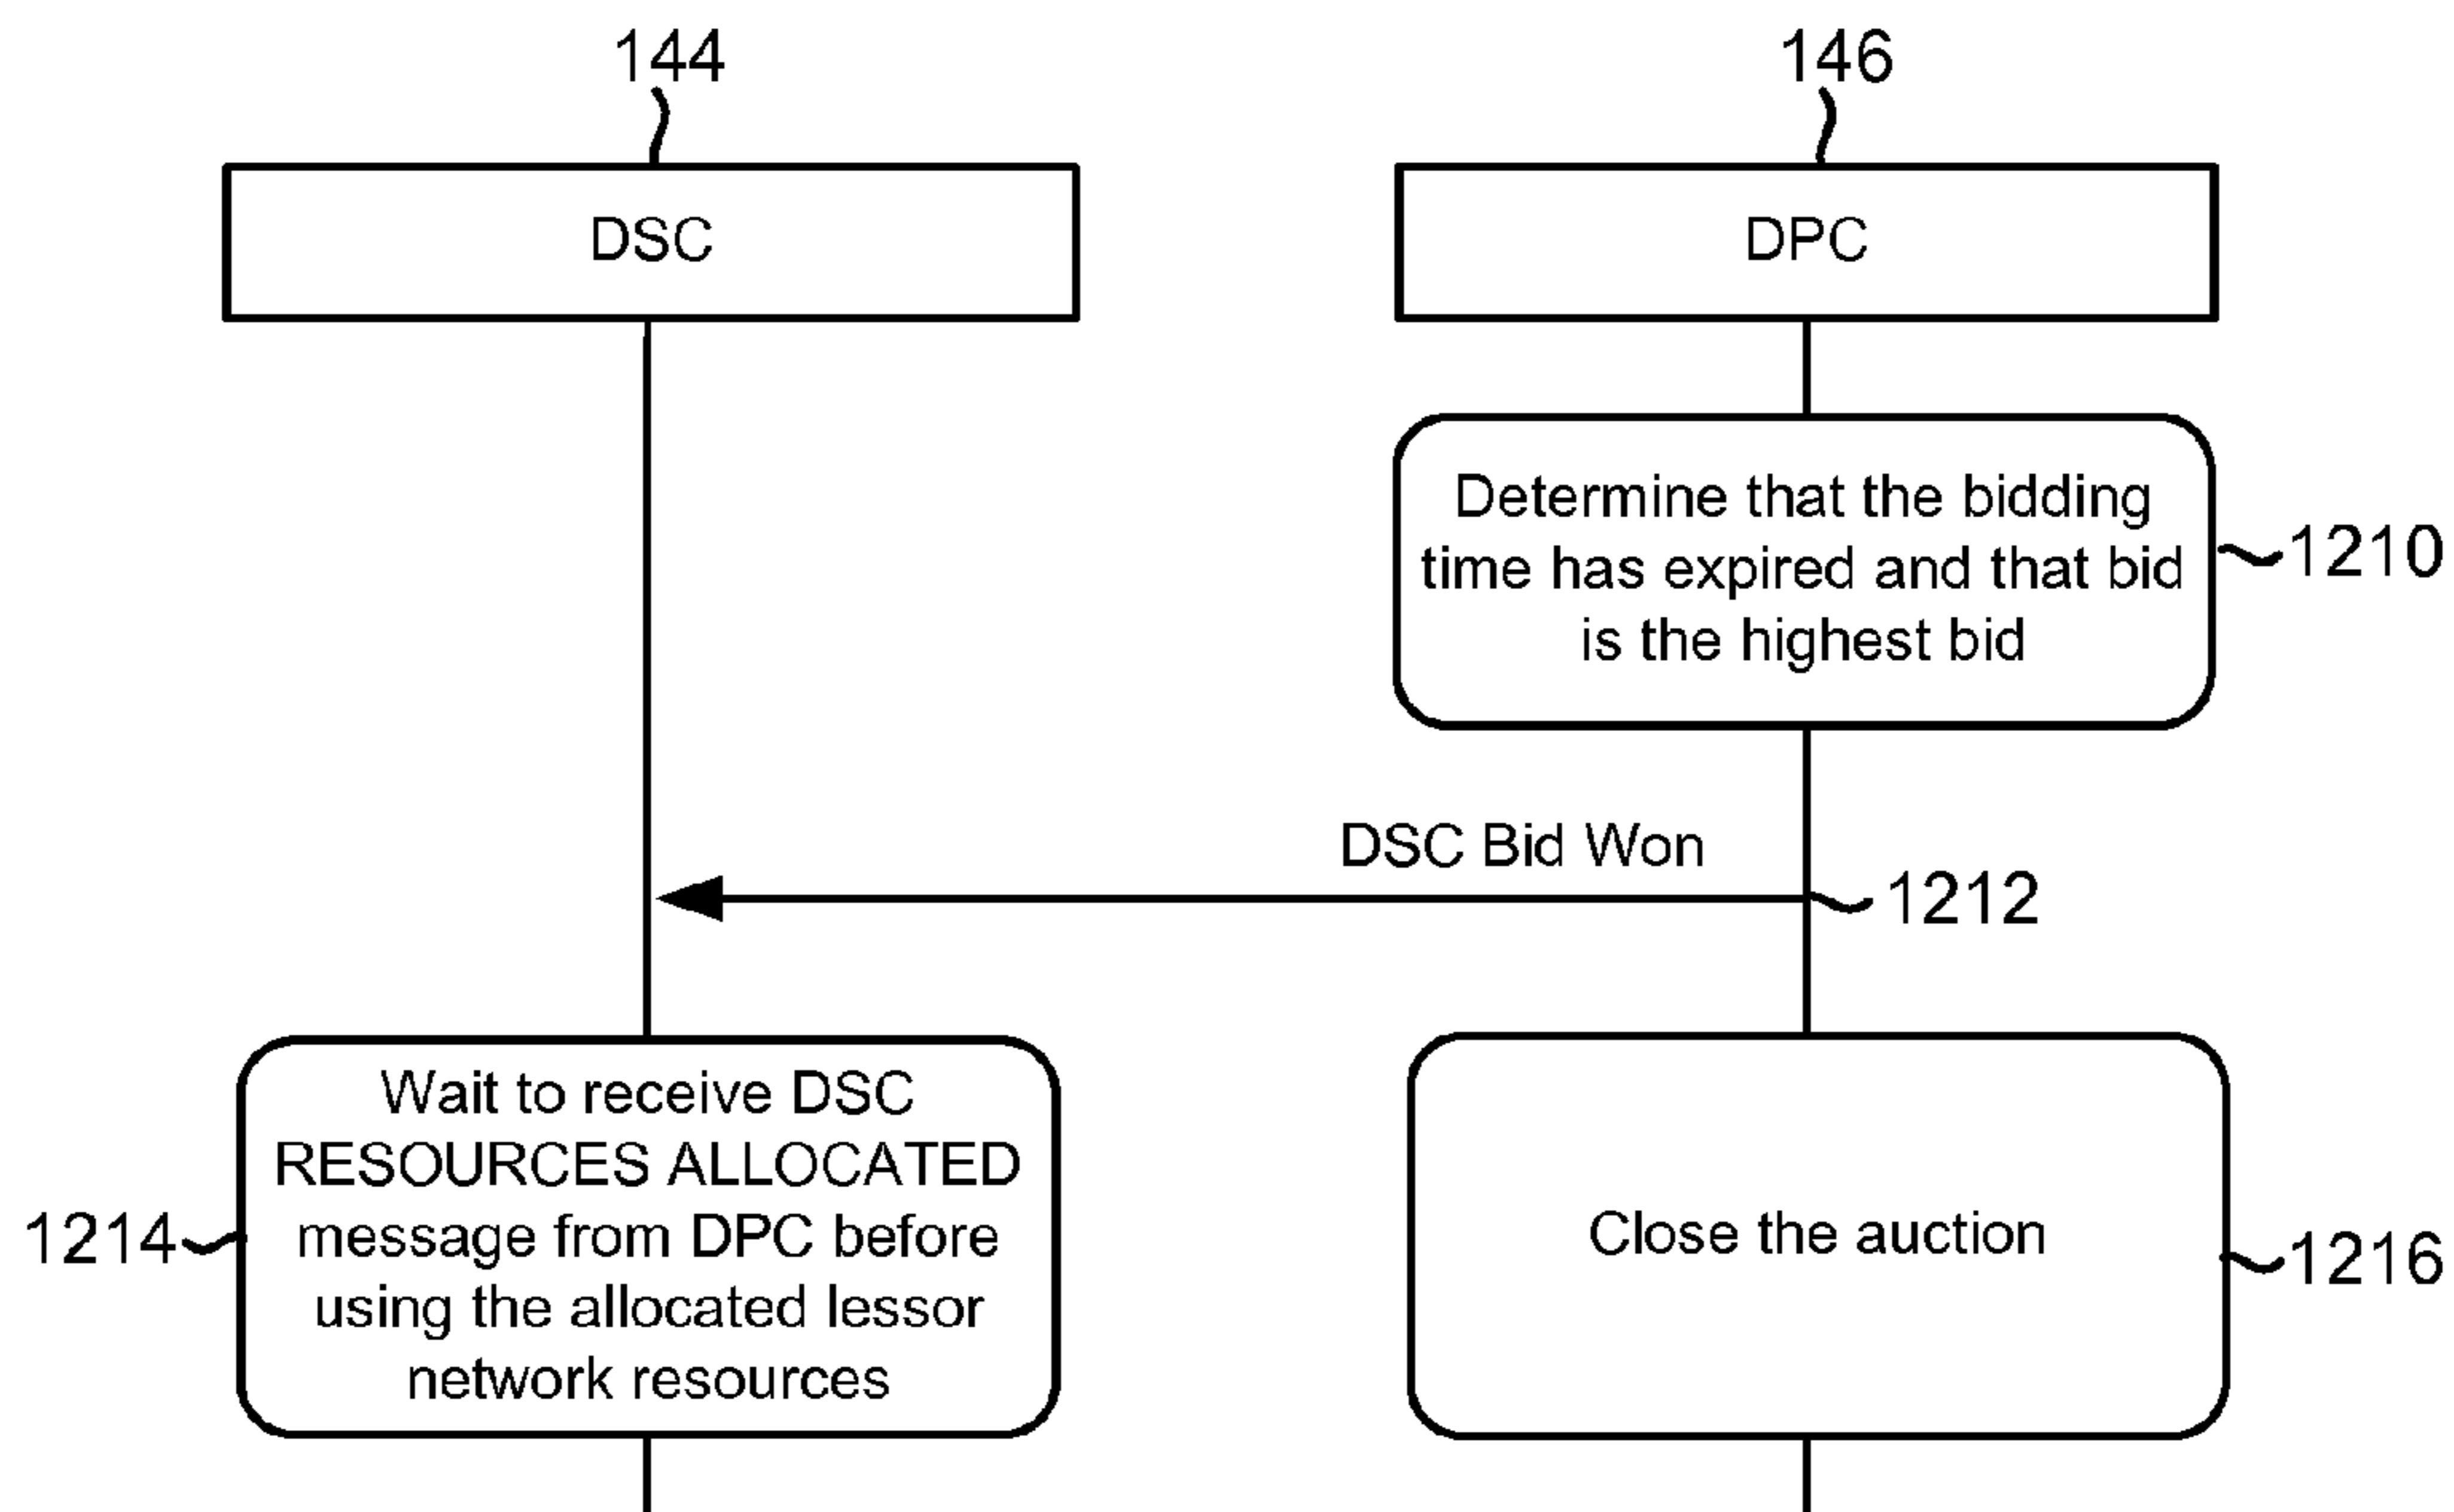 144
146
DSC
DPC
Determine that the bidding
time has expired and that bid
is the highest bid
1210
DSC Bid Won
1212
Wait to receive DSC
RESOURCES ALLOCATED
message from DPC before
using the allocated lessor
network resources
1214
Close the auction
1216